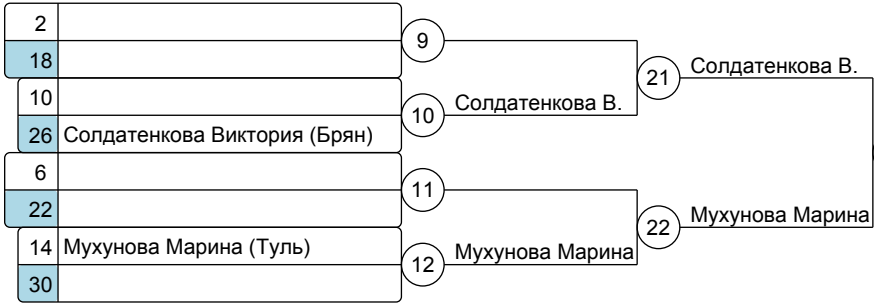 2
9
18
21 Солдатенкова В.
10
10 Солдатенкова В.
26 Солдатенкова Виктория (Брян)
6
11
22
22 Мухунова Марина
14 Мухунова Марина (Туль)
12 Мухунова Марина
30